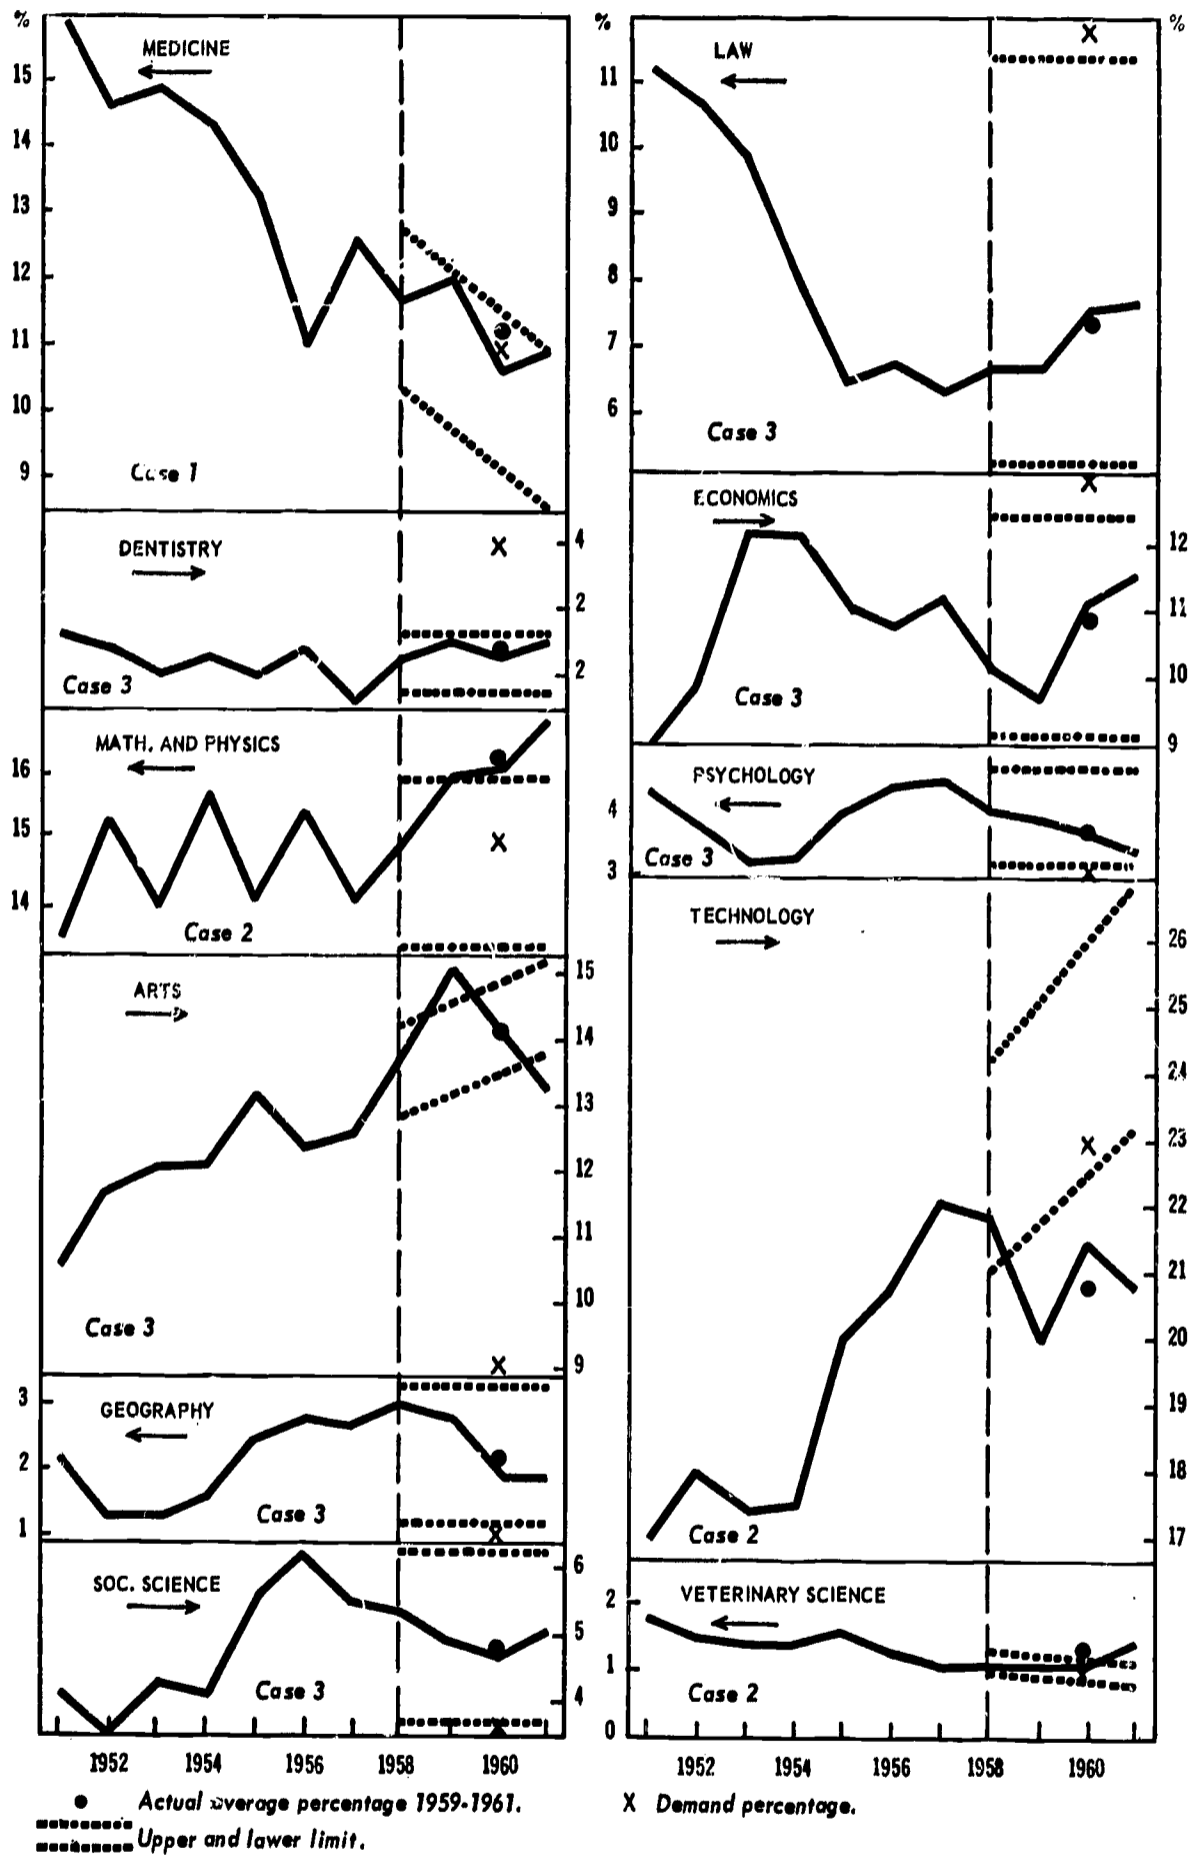 %
MEDICINE
15
14
13
12
11
10
9
Case 1
DENTISTRY
4
2
2
Case 3
MATH. AND PHYSICS
16
15
14
Case 2
ARTS
15
14
13
12
11
10
9
Case 3
GEOGRAPHY
3
2
1
Case 3
SOC. SCIENCE
6
5
4
Case 3
1952 1954 1956 1958 1960
% %
LAW
11
10
9
8
7
6
Case 3
ECONOMICS
12
11
10
9
Case 3
PSYCHOLOGY
4
3
Case 3
TECHNOLOGY
26
25
24
23
22
21
20
19
18
17
Case 2
VETERINARY SCIENCE
2
1
0
Case 2
1952 1954 1956 1958 1960
● Actual average percentage 1959-1961.
Upper and lower limit.
X Demand percentage.